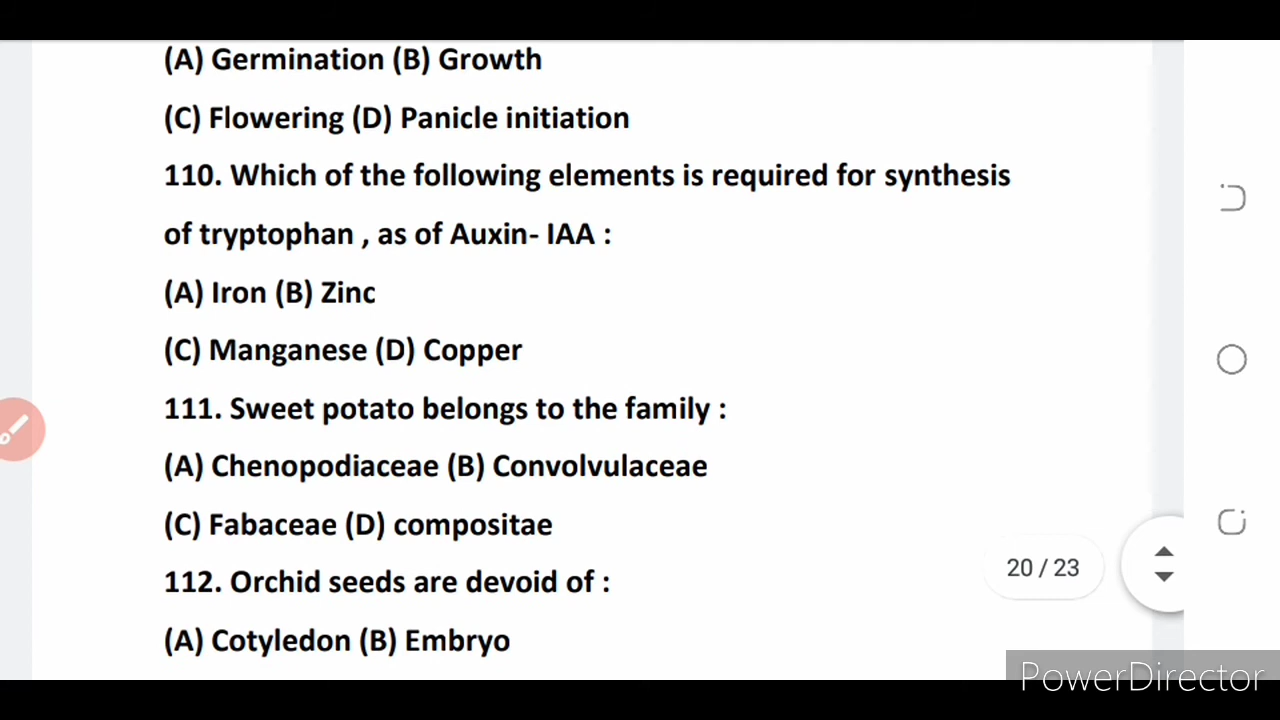 (A) Germination (B) Growth
(C) Flowering (D) Panicle initiation
110. Which of the following elements is required for synthesis
of tryptophan , as of Auxin- IAA :
(A) Iron (B) Zinc
(C) Manganese (D) Copper
111. Sweet potato belongs to the family :
(A) Chenopodiaceae (B) Convolvulaceae
(C) Fabaceae (D) compositae
112. Orchid seeds are devoid of :
(A) Cotyledon (B) Embryo
20 / 23
PowerDirector